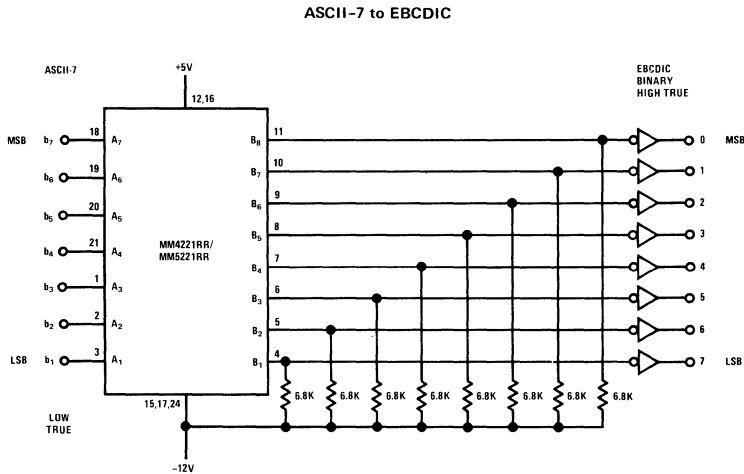 ASCII-7 to EBCDIC
ASCII-7
+5V
EBCDIC
BINARY
HIGH TRUE
12,16
MSB b7 18 A7
B8 11
0 MSB
b6 19 A6
B7 10
1
b5 20 A5
B6 9
2
b4 21 A4
B5 8
3
MM4221RR/
MM5221RR
b3 1 A3
B4 7
4
b2 2 A2
B3 6
5
B2 5
6
LSB b1 3 A1
B1 4
7 LSB
6.8K 6.8K 6.8K 6.8K 6.8K 6.8K 6.8K 6.8K
15,17,24
LOW
TRUE
−12V